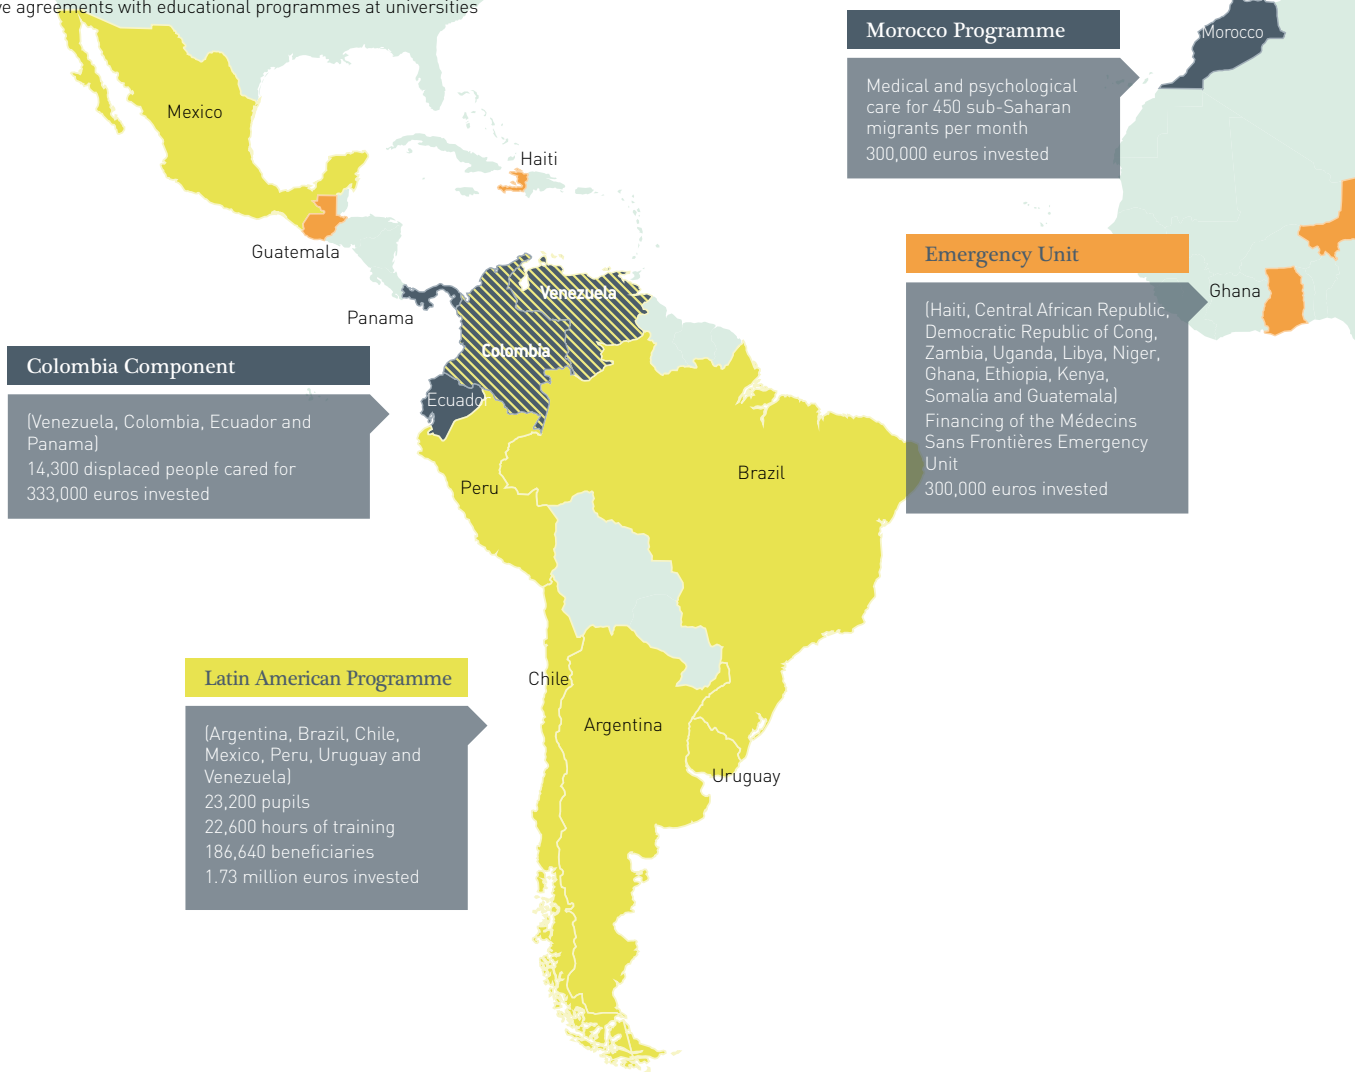 agreements with educational programmes at universities
Morocco Programme
Morocco
Medical and psychological
care for 450 sub-Saharan
migrants per month
300,000 euros invested
Mexico
Haiti
Guatemala
Emergency Unit
(Haiti, Central African Republic,
Democratic Republic of Cong,
Zambia, Uganda, Libya, Niger,
Ghana, Ethiopia, Kenya,
Somalia and Guatemala)
Financing of the Médecins
Sans Frontières Emergency
Unit
300,000 euros invested
Ghana
Venezuela
Panama
Colombia
Colombia Component
(Venezuela, Colombia, Ecuador and
Panama)
14,300 displaced people cared for
333,000 euros invested
Ecuador
Brazil
Peru
Latin American Programme
(Argentina, Brazil, Chile,
Mexico, Peru, Uruguay and
Venezuela)
23,200 pupils
22,600 hours of training
186,640 beneficiaries
1.73 million euros invested
Chile
Argentina
Uruguay